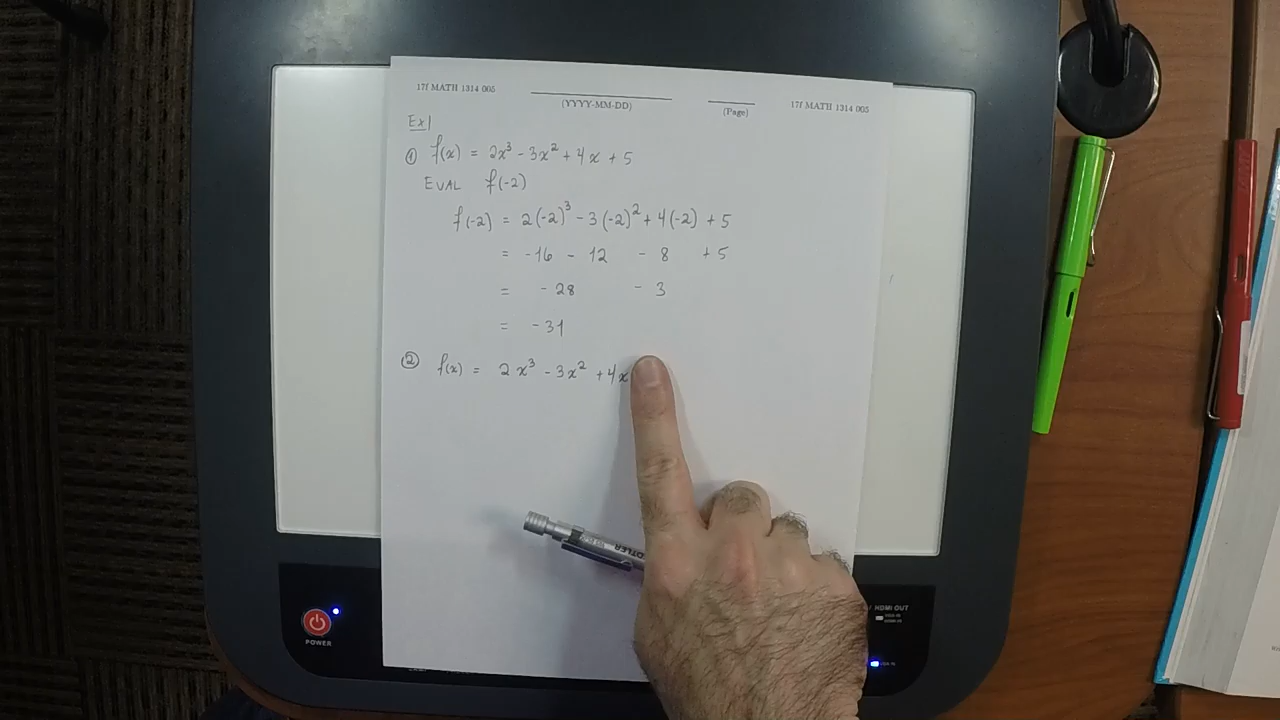 17f MATH 1314 005 (YYYY-MM-DD) (Page) 17f MATH 1314 005
Ex1
① f(x) = 2x³ - 3x² + 4x + 5
EVAL f(-2)
f(-2) = 2(-2)³ - 3(-2)² + 4(-2) + 5
= -16 - 12 - 8 + 5
= -28 - 3
= -31
② f(x) = 2x³ - 3x² + 4x
POWER
HDMI OUT